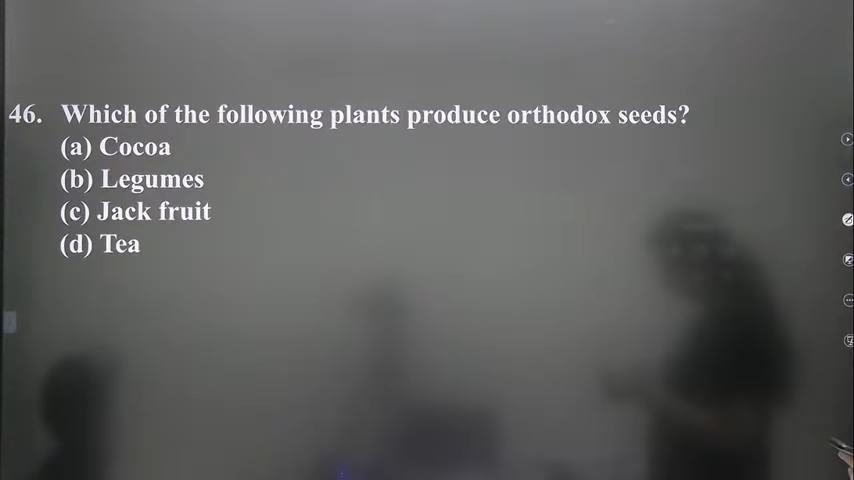 46. Which of the following plants produce orthodox seeds?
(a) Cocoa
(b) Legumes
(c) Jack fruit
(d) Tea